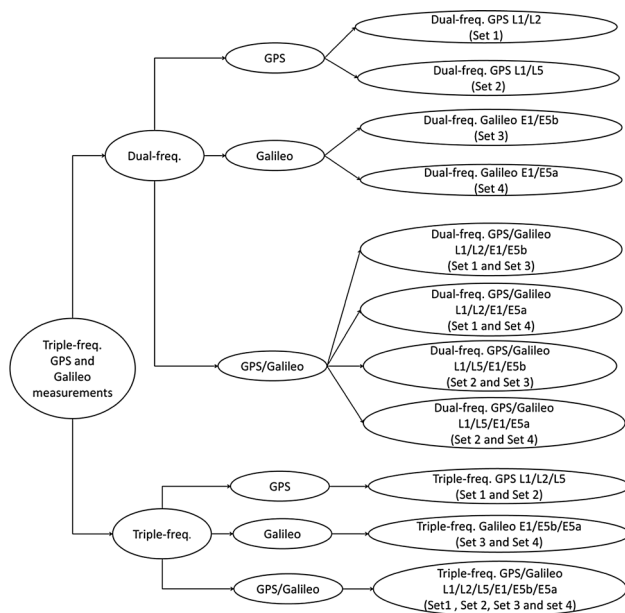 Dual-freq. GPS L1/L2
(Set 1)
GPS
Dual-freq. GPS L1/L5
(Set 2)
Dual-freq. Galileo E1/E5b
(Set 3)
Dual-freq.
Galileo
Dual-freq. Galileo E1/E5a
(Set 4)
Dual-freq. GPS/Galileo
L1/L2/E1/E5b
(Set 1 and Set 3)
Dual-freq. GPS/Galileo
L1/L2/E1/E5a
(Set 1 and Set 4)
Triple-freq.
GPS and
Galileo
measurements
GPS/Galileo
Dual-freq. GPS/Galileo
L1/L5/E1/E5b
(Set 2 and Set 3)
Dual-freq. GPS/Galileo
L1/L5/E1/E5a
(Set 2 and Set 4)
GPS
Triple-freq. GPS L1/L2/L5
(Set 1 and Set 2)
Triple-freq.
Galileo
Triple-freq. Galileo E1/E5b/E5a
(Set 3 and Set 4)
GPS/Galileo
Triple-freq. GPS/Galileo
L1/L2/L5/E1/E5b/E5a
(Set1 , Set 2, Set 3 and set 4)